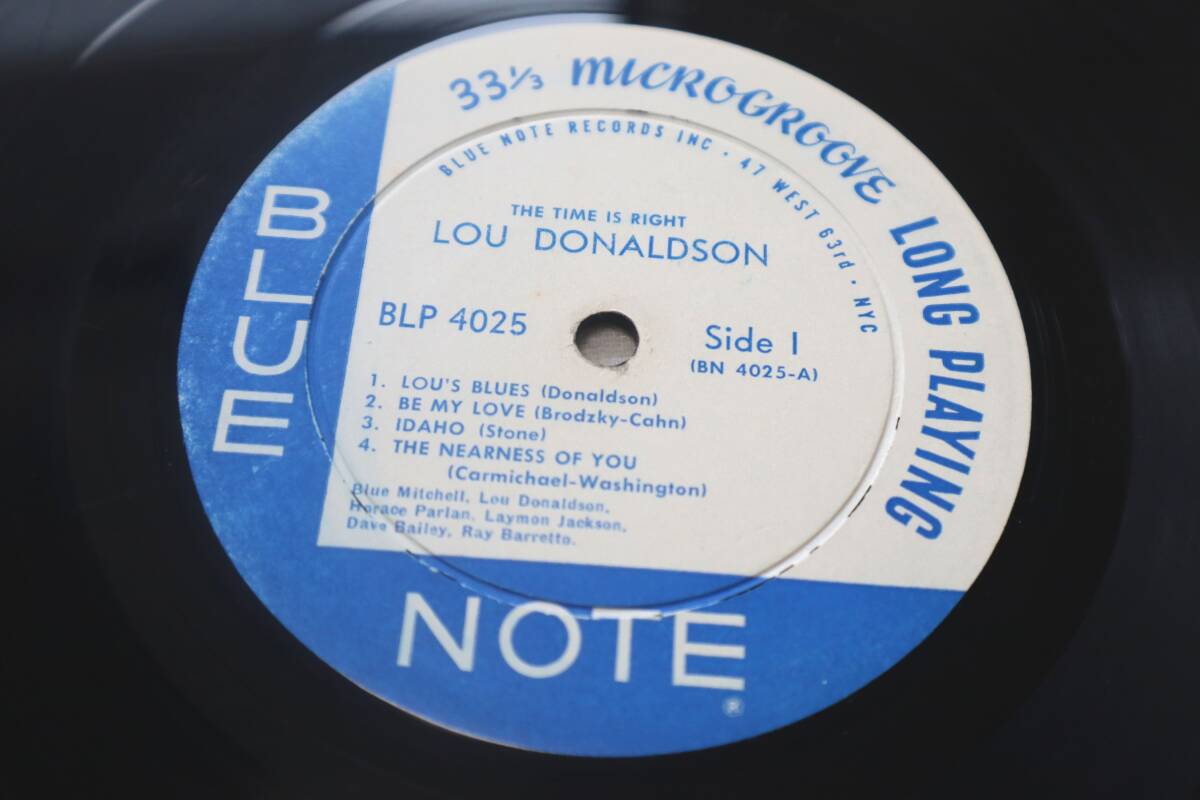 33 1/3 MICROGROOVE LONG PLAYING
BLUE NOTE RECORDS INC · 47 WEST 63rd · NYC
THE TIME IS RIGHT
LOU DONALDSON
BLP 4025
Side 1
(BN 4025-A)
1. LOU'S BLUES (Donaldson)
2. BE MY LOVE (Brodzky-Cahn)
3. IDAHO (Stone)
4. THE NEARNESS OF YOU
(Carmichael-Washington)
Blue Mitchell, Lou Donaldson,
Horace Parlan, Laymon Jackson,
Dave Bailey, Ray Barretto.
BLUE
NOTE
®